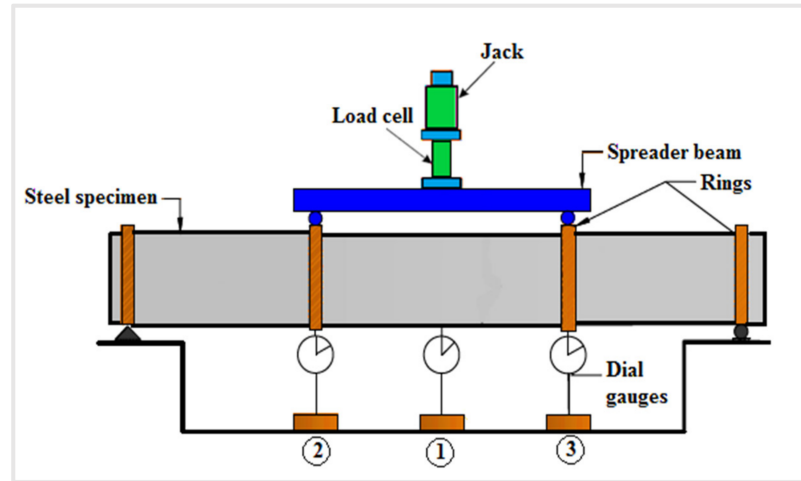 Jack
Load cell
Spreader beam
Rings
Steel specimen
Dial
gauges
2
1
3